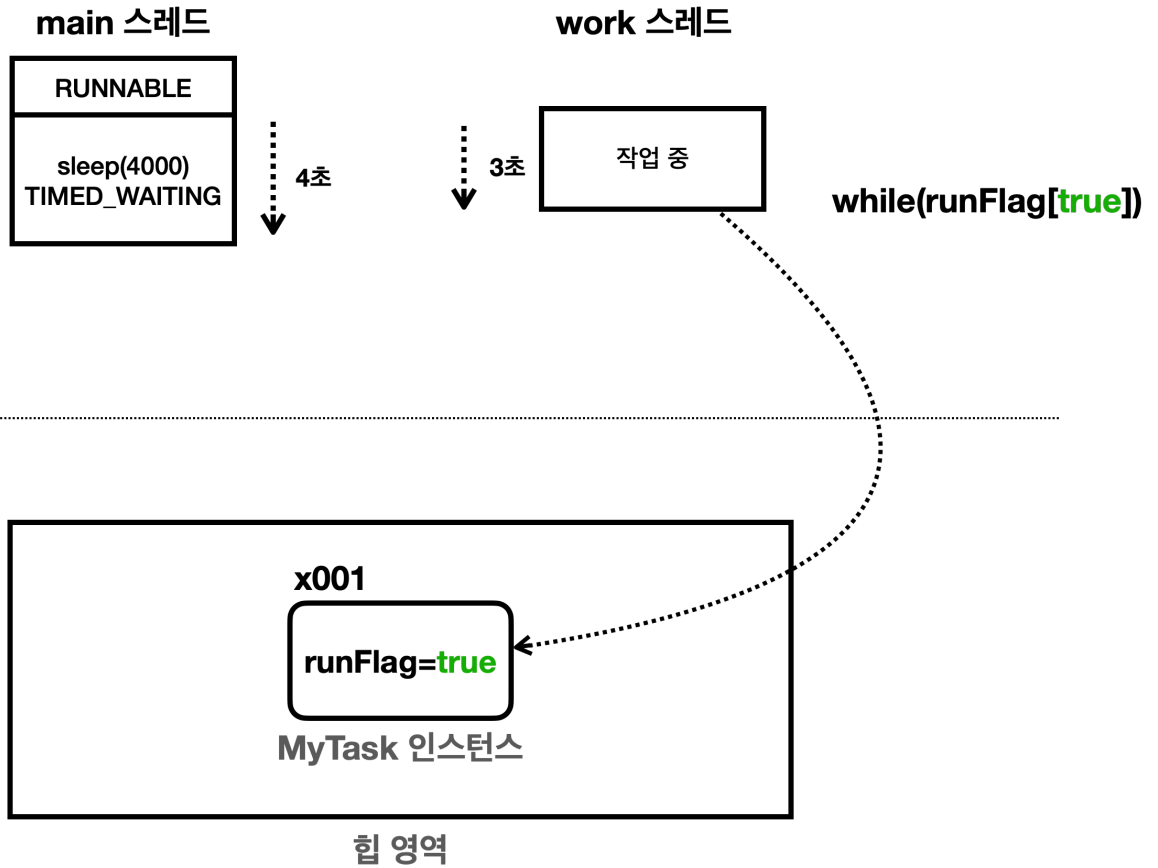 main 스레드
work 스레드
RUNNABLE
sleep(4000)
TIMED_WAITING
4초
3초
작업 중
while(runFlag[true])
x001
runFlag=true
MyTask 인스턴스
힙 영역